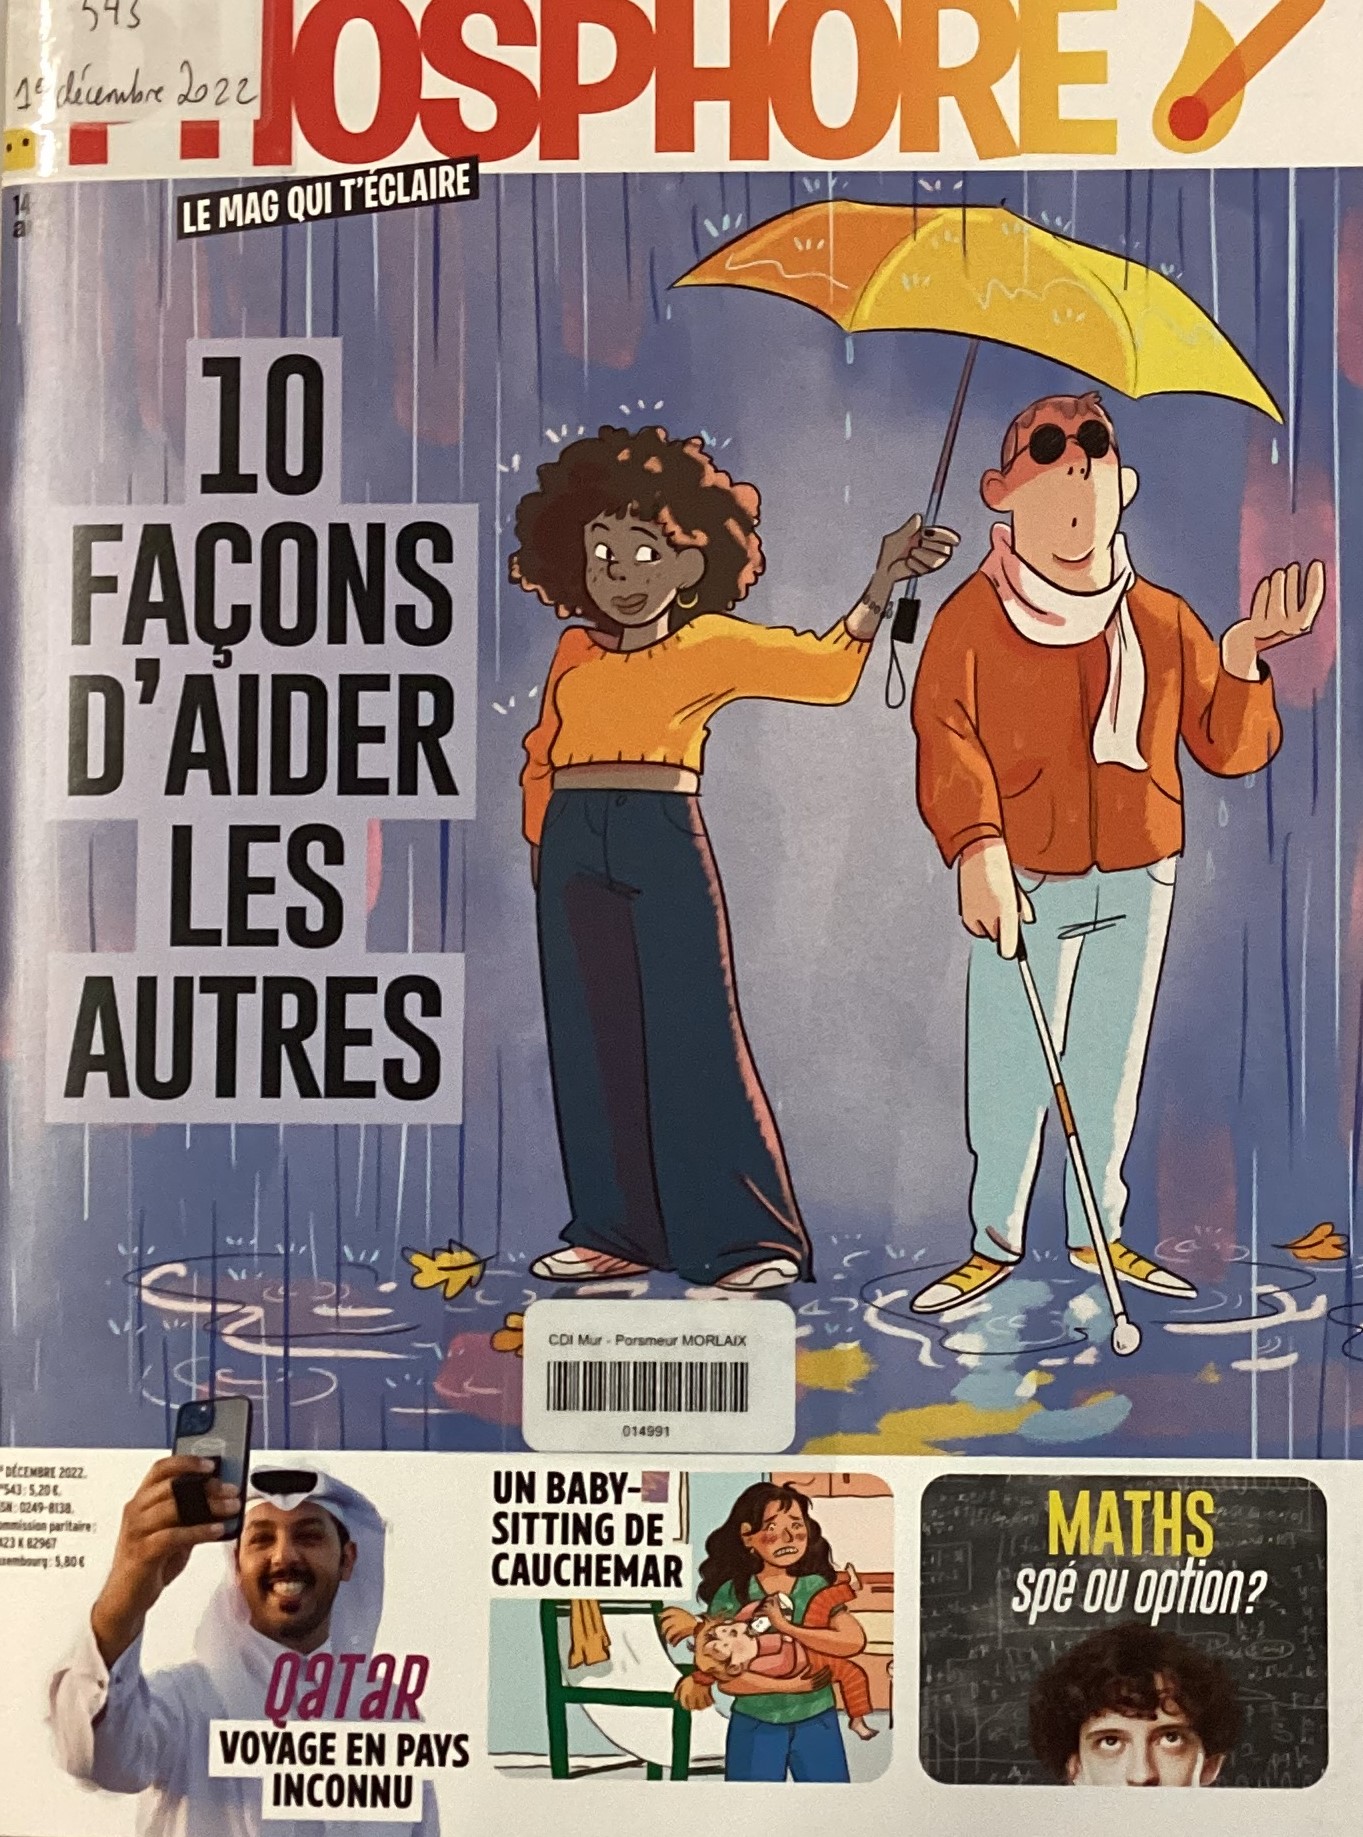 543
1er décembre 2022
PHOSPHORE
LE MAG QUI T'ÉCLAIRE
10
FAÇONS
D'AIDER
LES
AUTRES
CDI Mur - Porsmeur MORLAIX
014991
DÉCEMBRE 2022.
543 : 5,20 €.
0249-8138.
paritaire :
K 82967
5,80 €
QATAR
VOYAGE EN PAYS
INCONNU
UN BABY-
SITTING DE
CAUCHEMAR
MATHS
spé ou option?